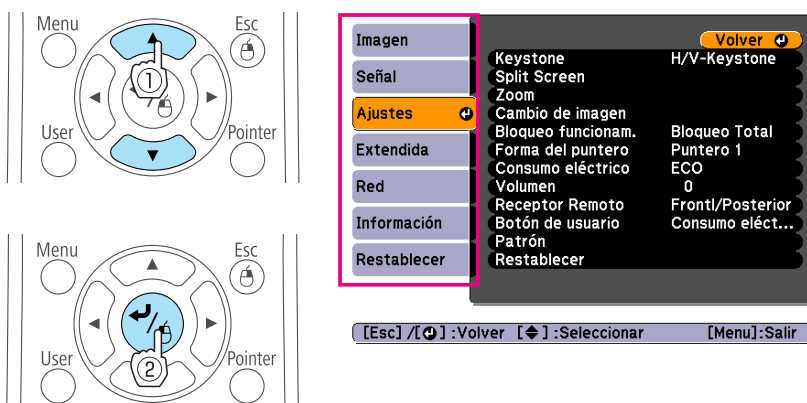 Menu
Esc
1
User
Pointer
Menu
Esc
User
Pointer
2
Imagen
Señal
Ajustes
Extendida
Red
Información
Restablecer
Volver
Keystone H/V-Keystone
Split Screen
Zoom
Cambio de imagen
Bloqueo funcionam. Bloqueo Total
Forma del puntero Puntero 1
Consumo eléctrico ECO
Volumen 0
Receptor Remoto Frontl/Posterior
Botón de usuario Consumo eléct...
Patrón
Restablecer
[Esc] /[ ] :Volver [ ] :Seleccionar [Menu]:Salir